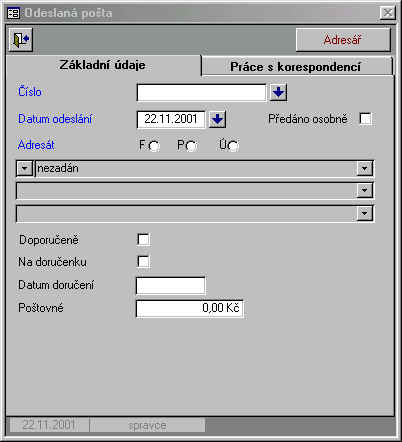 Odeslaná pošta
Adresář
Základní údaje
Práce s korespondencí
Číslo
Datum odeslání 22.11.2001 Předáno osobně
Adresát F P Ú
nezadán
Doporučeně
Na doručenku
Datum doručení
Poštovné 0,00 Kč
22.11.2001 správce